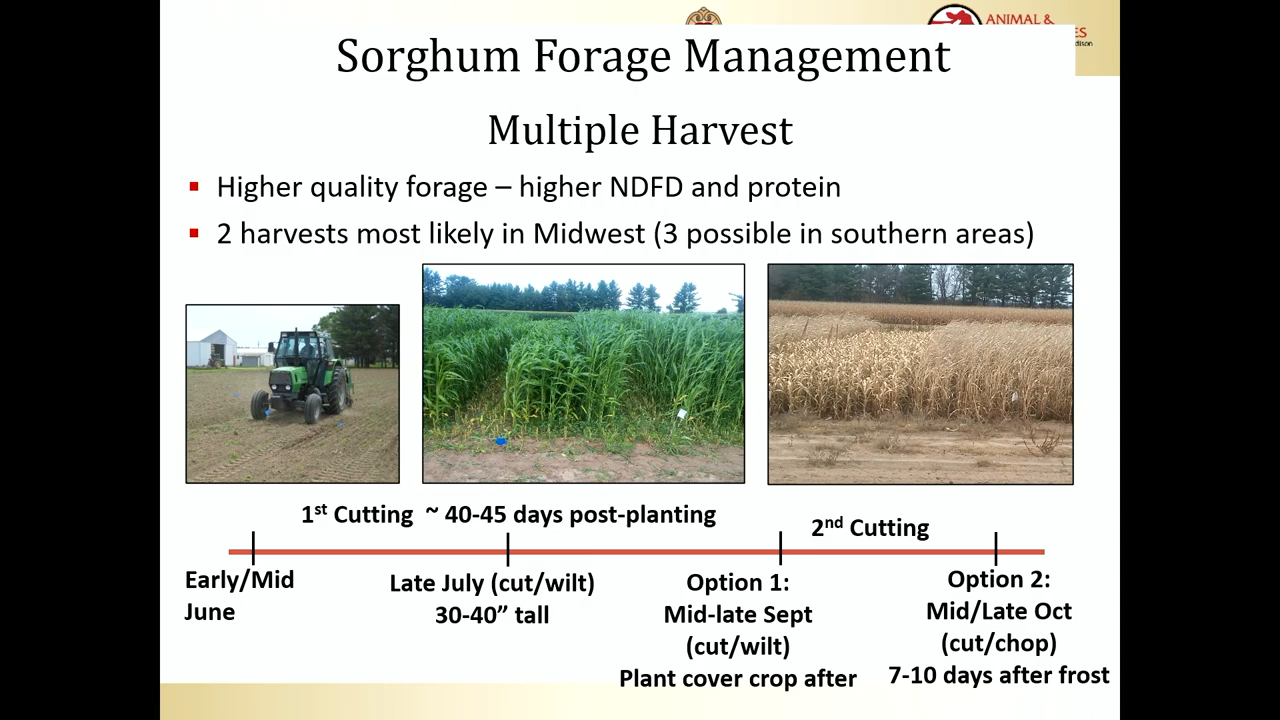 ANIMAL &
ES
dison
Sorghum Forage Management
Multiple Harvest
▪ Higher quality forage – higher NDFD and protein
▪ 2 harvests most likely in Midwest (3 possible in southern areas)
1st Cutting ~ 40-45 days post-planting
2nd Cutting
Early/Mid
June
Late July (cut/wilt)
30-40” tall
Option 1:
Mid-late Sept
(cut/wilt)
Plant cover crop after
Option 2:
Mid/Late Oct
(cut/chop)
7-10 days after frost